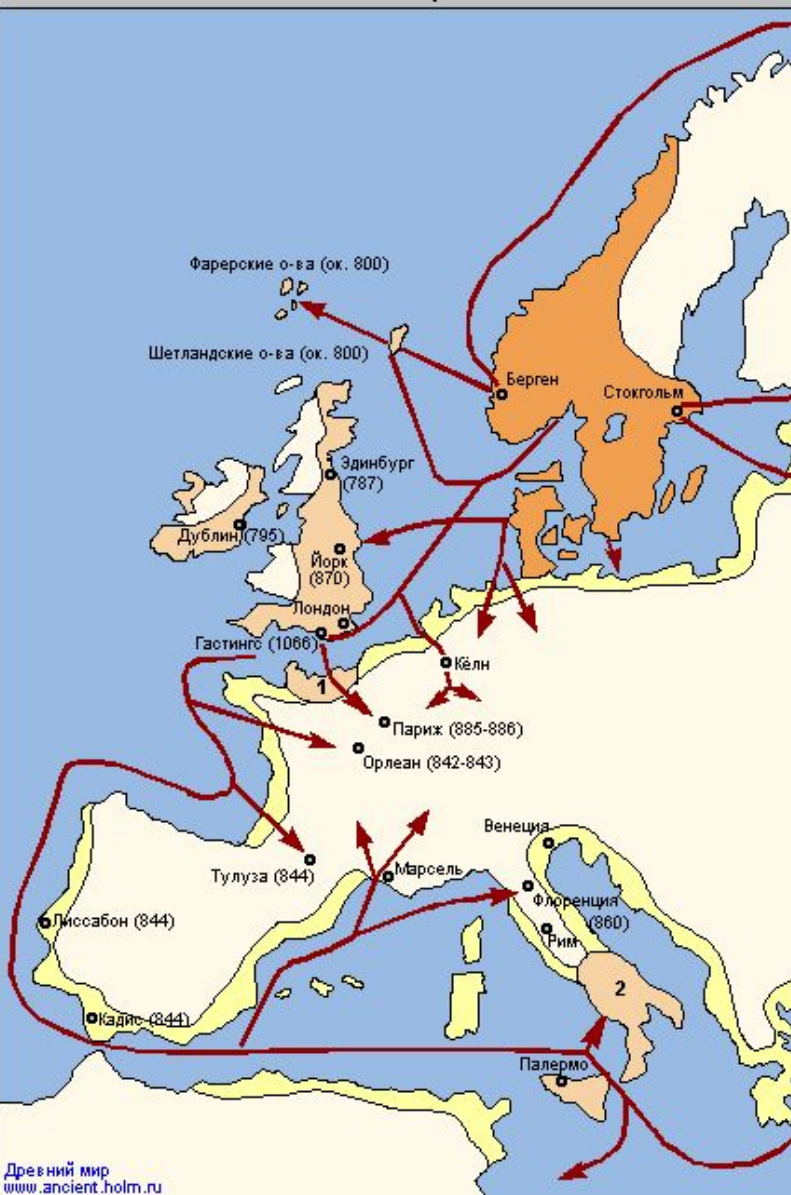 Фарерские о-ва (ок. 800)
Шетландские о-ва (ок. 800)
Берген
Стокгольм
Эдинбург
(787)
Дублин (795)
Йорк
(870)
Лондон
Гастингс (1066)
Кёлн
1
Париж (885-886)
Орлеан (842-843)
Венеция
Тулуза (844)
Марсель
Флоренция
(860)
Лиссабон (844)
Рим
2
Кадис (844)
Палермо
Древний мир
www.ancient.holm.ru